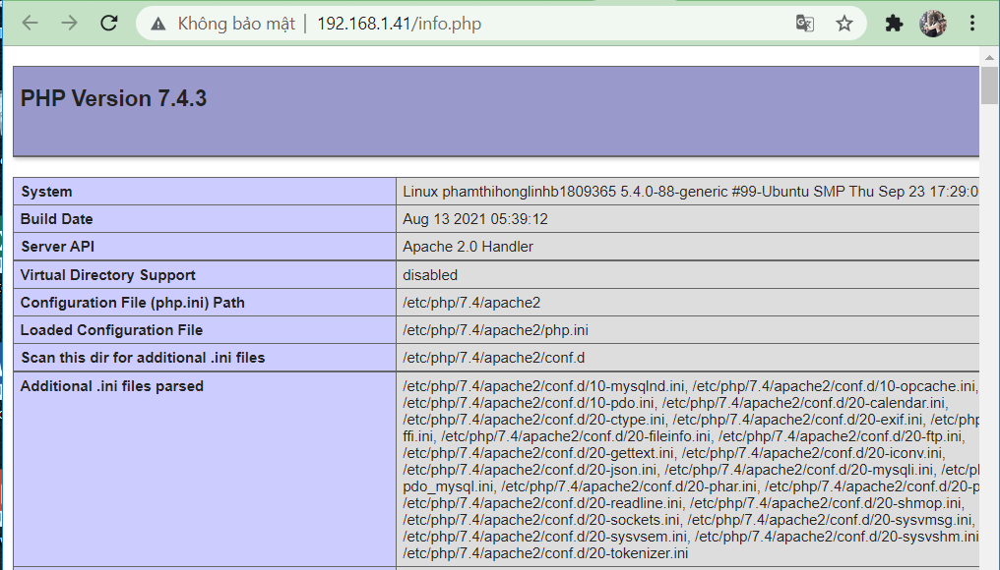 Không bảo mật | 192.168.1.41/info.php
PHP Version 7.4.3
System Linux phamthihonglinhb1809365 5.4.0-88-generic #99-Ubuntu SMP Thu Sep 23 17:29:0
Build Date Aug 13 2021 05:39:12
Server API Apache 2.0 Handler
Virtual Directory Support disabled
Configuration File (php.ini) Path /etc/php/7.4/apache2
Loaded Configuration File /etc/php/7.4/apache2/php.ini
Scan this dir for additional .ini files /etc/php/7.4/apache2/conf.d
Additional .ini files parsed /etc/php/7.4/apache2/conf.d/10-mysqlnd.ini, /etc/php/7.4/apache2/conf.d/10-opcache.ini,
/etc/php/7.4/apache2/conf.d/10-pdo.ini, /etc/php/7.4/apache2/conf.d/20-calendar.ini,
/etc/php/7.4/apache2/conf.d/20-ctype.ini, /etc/php/7.4/apache2/conf.d/20-exif.ini, /etc/php
ffi.ini, /etc/php/7.4/apache2/conf.d/20-fileinfo.ini, /etc/php/7.4/apache2/conf.d/20-ftp.ini,
/etc/php/7.4/apache2/conf.d/20-gettext.ini, /etc/php/7.4/apache2/conf.d/20-iconv.ini,
/etc/php/7.4/apache2/conf.d/20-json.ini, /etc/php/7.4/apache2/conf.d/20-mysqli.ini, /etc/pl
pdo_mysql.ini, /etc/php/7.4/apache2/conf.d/20-phar.ini, /etc/php/7.4/apache2/conf.d/20-p
/etc/php/7.4/apache2/conf.d/20-readline.ini, /etc/php/7.4/apache2/conf.d/20-shmop.ini,
/etc/php/7.4/apache2/conf.d/20-sockets.ini, /etc/php/7.4/apache2/conf.d/20-sysvmsg.ini,
/etc/php/7.4/apache2/conf.d/20-sysvsem.ini, /etc/php/7.4/apache2/conf.d/20-sysvshm.ini
/etc/php/7.4/apache2/conf.d/20-tokenizer.ini